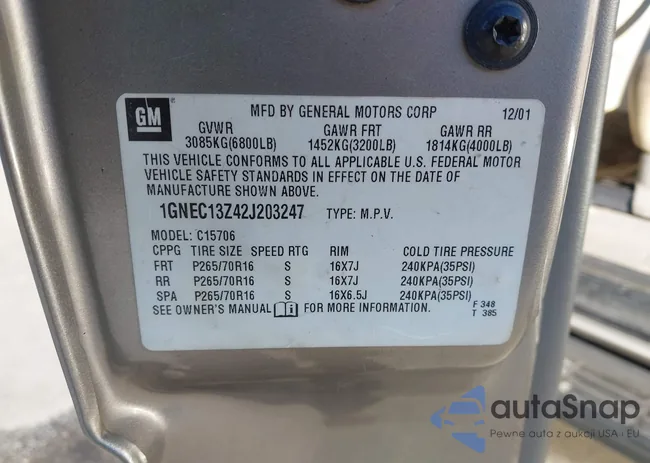 GM
MFD BY GENERAL MOTORS CORP 12/01
GVWR GAWR FRT GAWR RR
3085KG(6800LB) 1452KG(3200LB) 1814KG(4000LB)
THIS VEHICLE CONFORMS TO ALL APPLICABLE U.S. FEDERAL MOTOR
VEHICLE SAFETY STANDARDS IN EFFECT ON THE DATE OF
MANUFACTURE SHOWN ABOVE.
1GNEC13Z42J203247 TYPE: M.P.V.
MODEL: C15706
CPPG TIRE SIZE SPEED RTG RIM COLD TIRE PRESSURE
FRT P265/70R16 S 16X7J 240KPA(35PSI)
RR P265/70R16 S 16X7J 240KPA(35PSI)
SPA P265/70R16 S 16X6.5J 240KPA(35PSI)
SEE OWNER'S MANUAL i FOR MORE INFORMATION.
F 348
T 385
autaSnap
Pewne auta z aukcji USA - EU